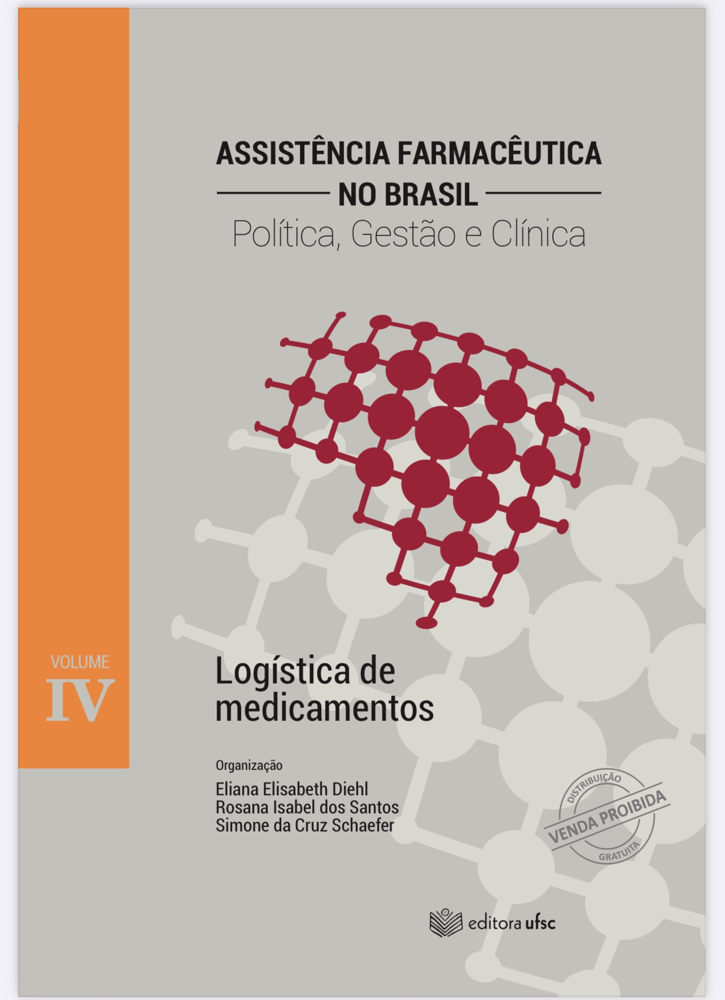 ASSISTÊNCIA FARMACÊUTICA
NO BRASIL
Política, Gestão e Clínica
VOLUME
IV
Logística de
medicamentos
Organização
Eliana Elisabeth Diehl
Rosana Isabel dos Santos
Simone da Cruz Schaefer
DISTRIBUIÇÃO
VENDA PROIBIDA
GRATUITA
editora ufsc